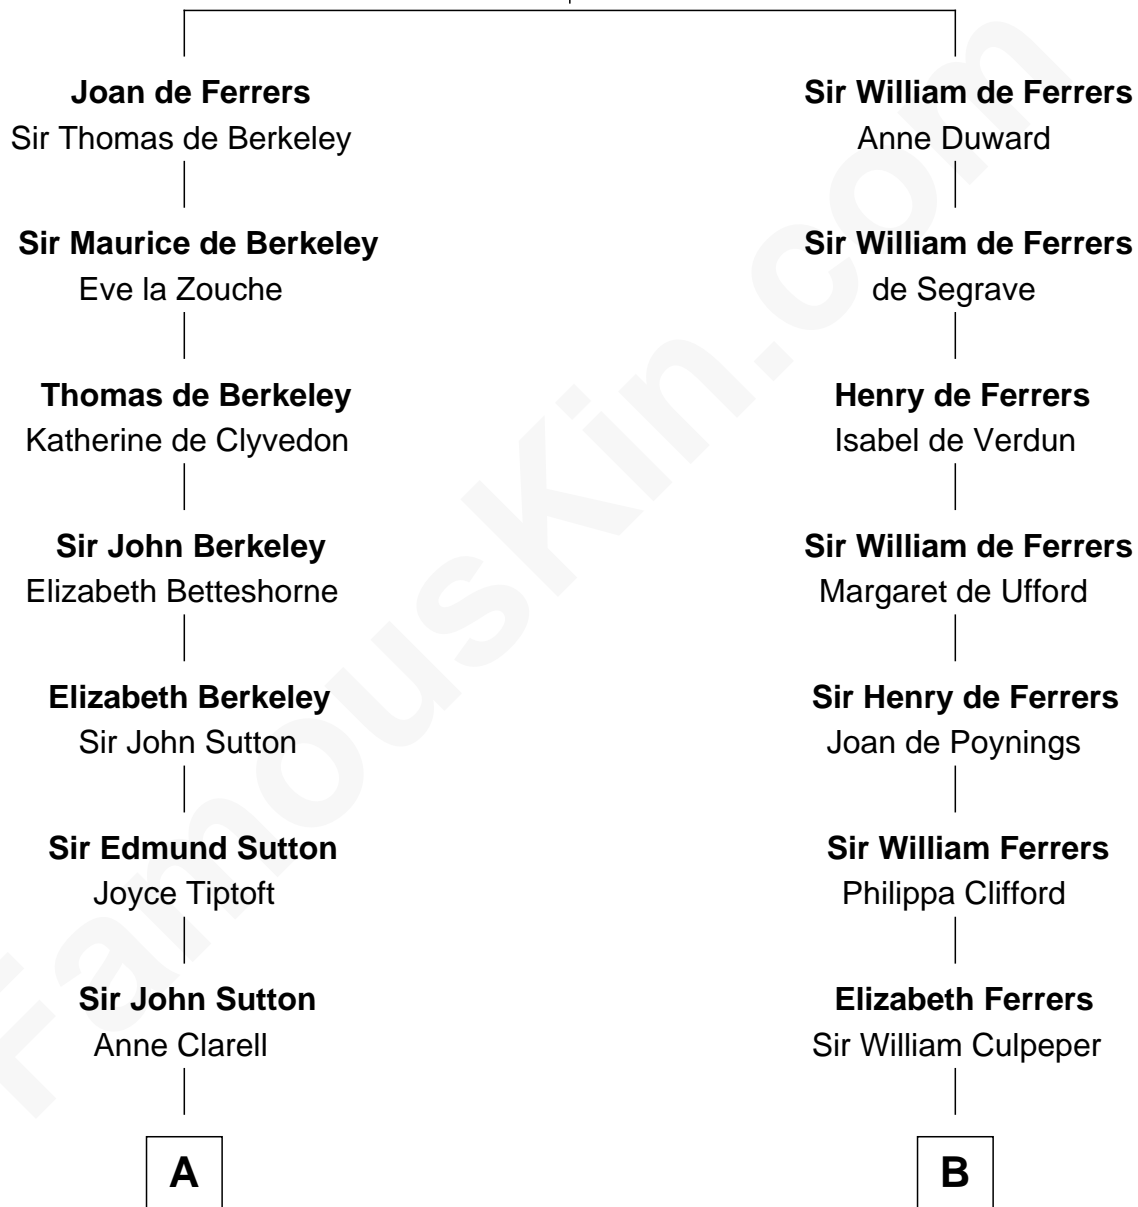 Joan de Ferrers
Sir Thomas de Berkeley
Sir William de Ferrers
Anne Duward
Sir Maurice de Berkeley
Eve la Zouche
Sir William de Ferrers
de Segrave
Thomas de Berkeley
Katherine de Clyvedon
Henry de Ferrers
Isabel de Verdun
Sir John Berkeley
Elizabeth Betteshorne
Sir William de Ferrers
Margaret de Ufford
Elizabeth Berkeley
Sir John Sutton
Sir Henry de Ferrers
Joan de Poynings
Sir Edmund Sutton
Joyce Tiptoft
Sir William Ferrers
Philippa Clifford
Sir John Sutton
Anne Clarell
Elizabeth Ferrers
Sir William Culpeper
A
B
FamousKin.com